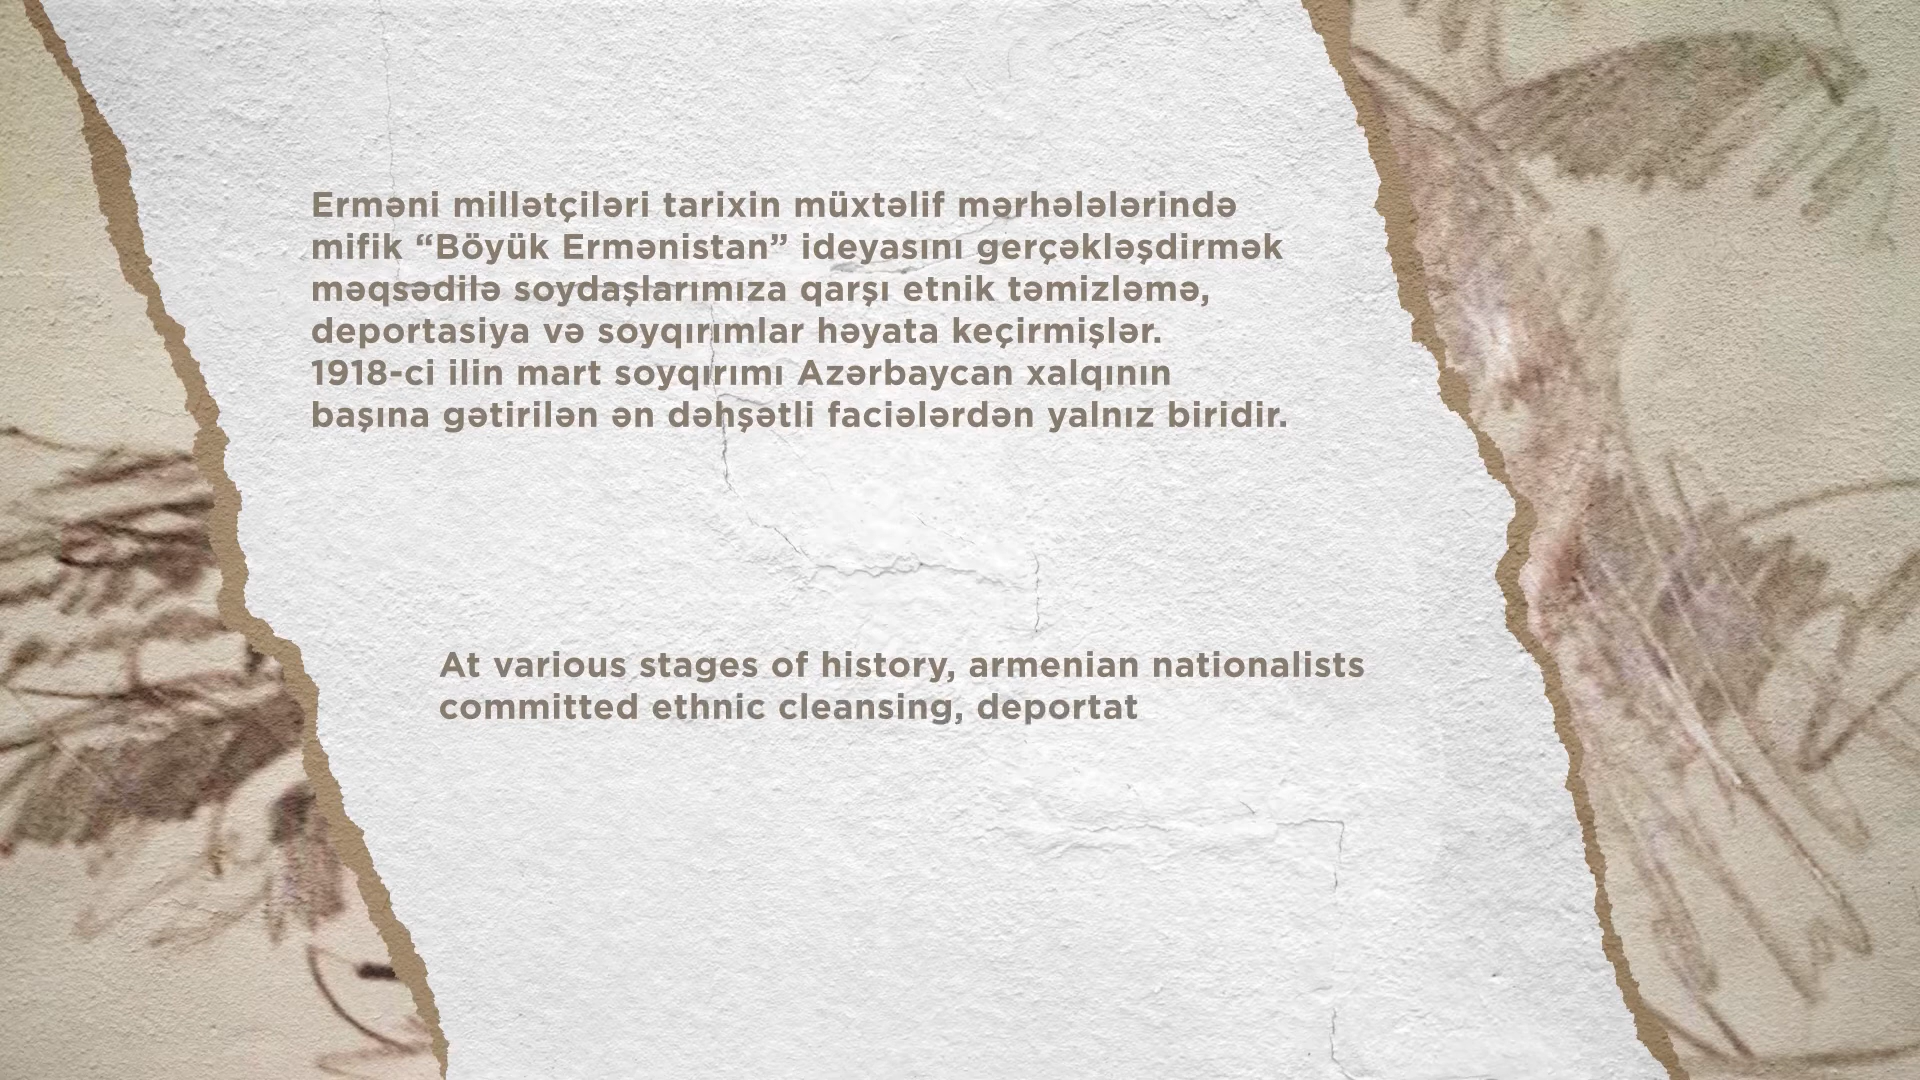 Erməni millətçiləri tarixin müxtəlif mərhələlərində
mifik “Böyük Ermənistan” ideyasını gerçəkləşdirmək
məqsədilə soydaşlarımıza qarşı etnik təmizləmə,
deportasiya və soyqırımlar həyata keçirmişlər.
1918-ci ilin mart soyqırımı Azərbaycan xalqının
başına gətirilən ən dəhşətli faciələrdən yalnız biridir.
At various stages of history, armenian nationalists
committed ethnic cleansing, deportat